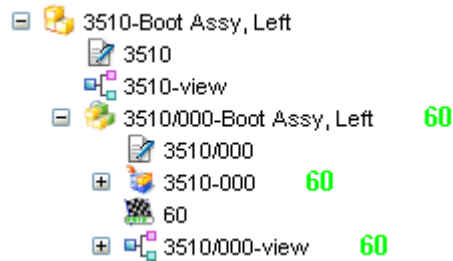 3510-Boot Assy, Left
3510
3510-view
3510/000-Boot Assy, Left 60
3510/000
3510-000 60
60
3510/000-view 60